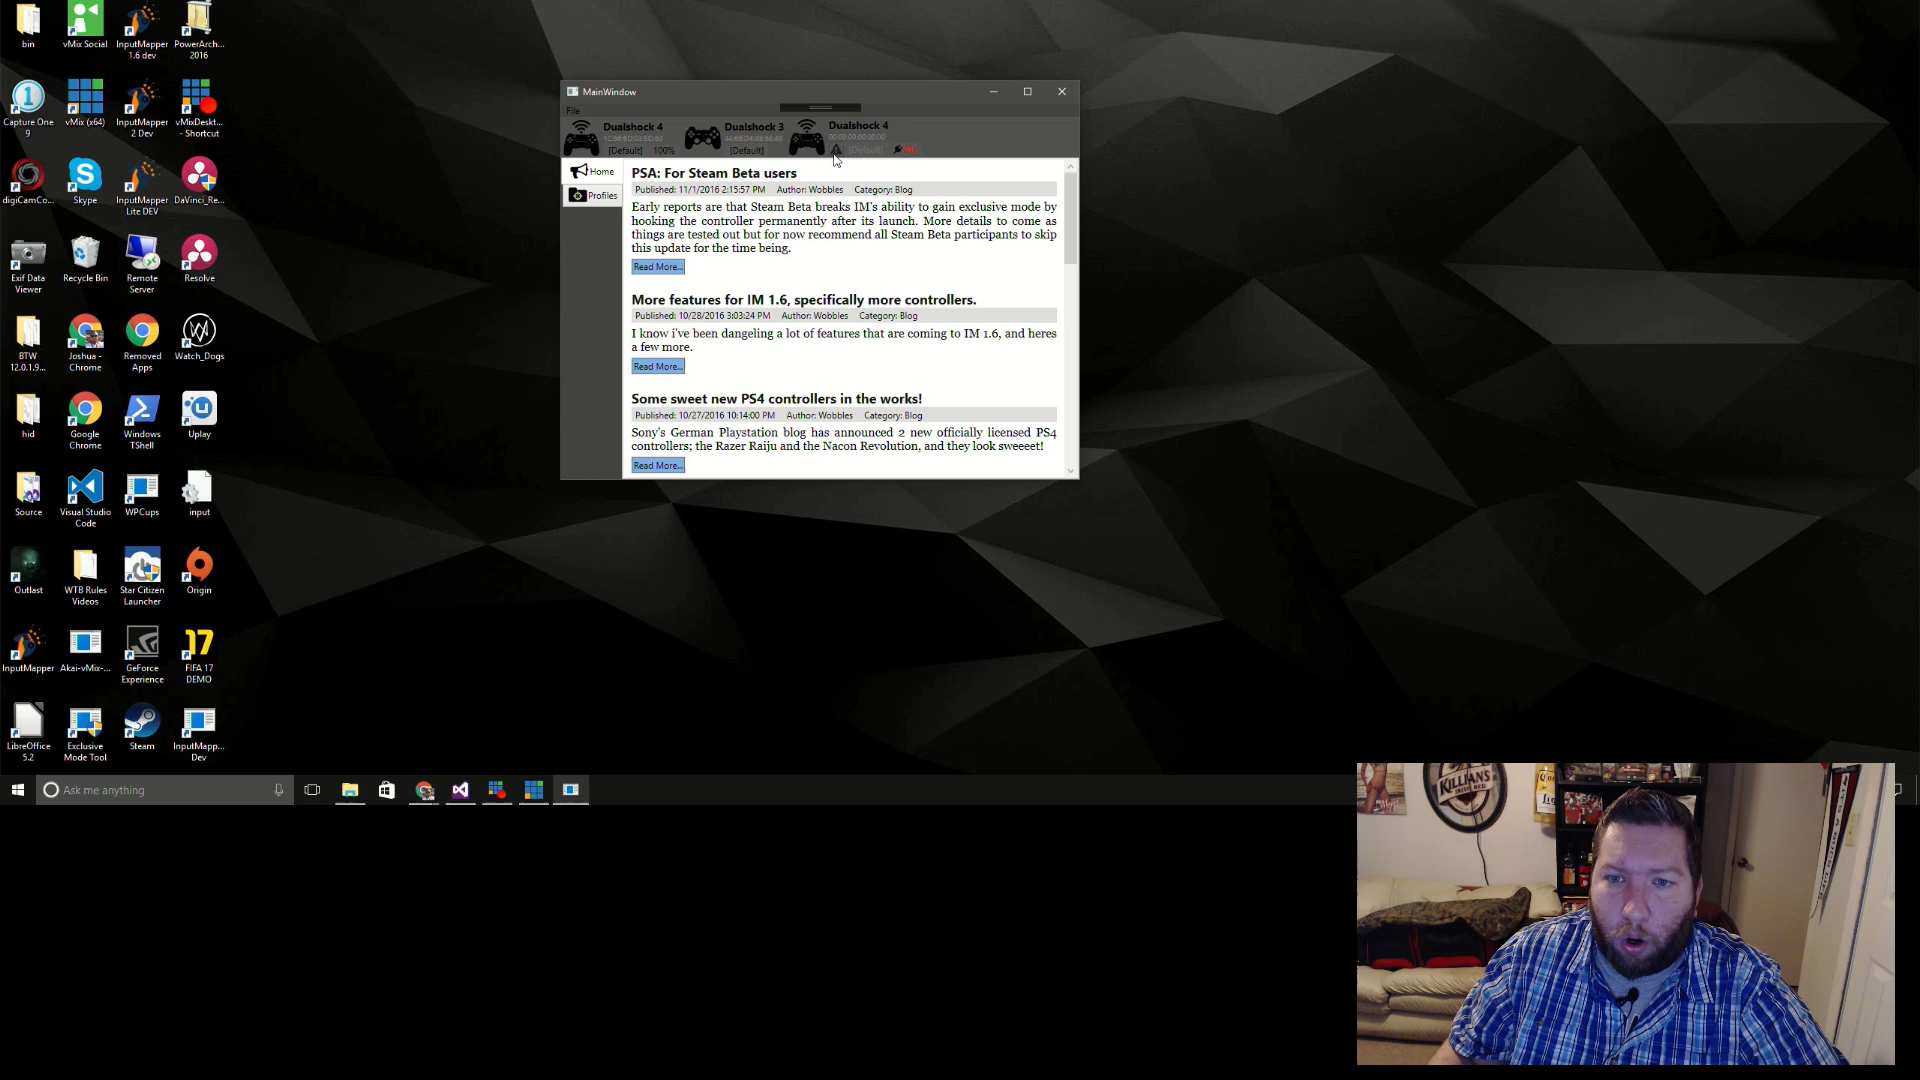 bin
vMix Social
InputMapper
1.6 dev
PowerArch...
2016
Capture One
9
vMix (x64)
InputMapper
2 Dev
vMixDeskt...
- Shortcut
digiCamCo...
Skype
InputMapper
Lite DEV
DaVinci_Re...
Exif Data
Viewer
Recycle Bin
Remote
Server
Resolve
BTW
12.0.1.9...
Joshua -
Chrome
Removed
Apps
Watch_Dogs
hid
Google
Chrome
Windows
TShell
Uplay
Source
Visual Studio
Code
WPCups
input
Outlast
WTB Rules
Videos
Star Citizen
Launcher
Origin
InputMapper
Akai-vMix-...
GeForce
Experience
17
FIFA 17
DEMO
LibreOffice
5.2
Exclusive
Mode Tool
Steam
InputMapp...
Dev
MainWindow
File
Dualshock 4
[Default] 100%
Dualshock 3
[Default]
Dualshock 4
00:00:00:00:00:00
[Default]
Home
Profiles
PSA: For Steam Beta users
Published: 11/1/2016 2:15:57 PM Author: Wobbles Category: Blog
Early reports are that Steam Beta breaks IM's ability to gain exclusive mode by
hooking the controller permanently after its launch. More details to come as
things are tested out but for now recommend all Steam Beta participants to skip
this update for the time being.
Read More...
More features for IM 1.6, specifically more controllers.
Published: 10/28/2016 3:03:24 PM Author: Wobbles Category: Blog
I know i've been dangeling a lot of features that are coming to IM 1.6, and heres
a few more.
Read More...
Some sweet new PS4 controllers in the works!
Published: 10/27/2016 10:14:00 PM Author: Wobbles Category: Blog
Sony's German Playstation blog has announced 2 new officially licensed PS4
controllers; the Razer Raiju and the Nacon Revolution, and they look sweeeet!
Read More...
Ask me anything
KILLIAN'S
IRISH RED